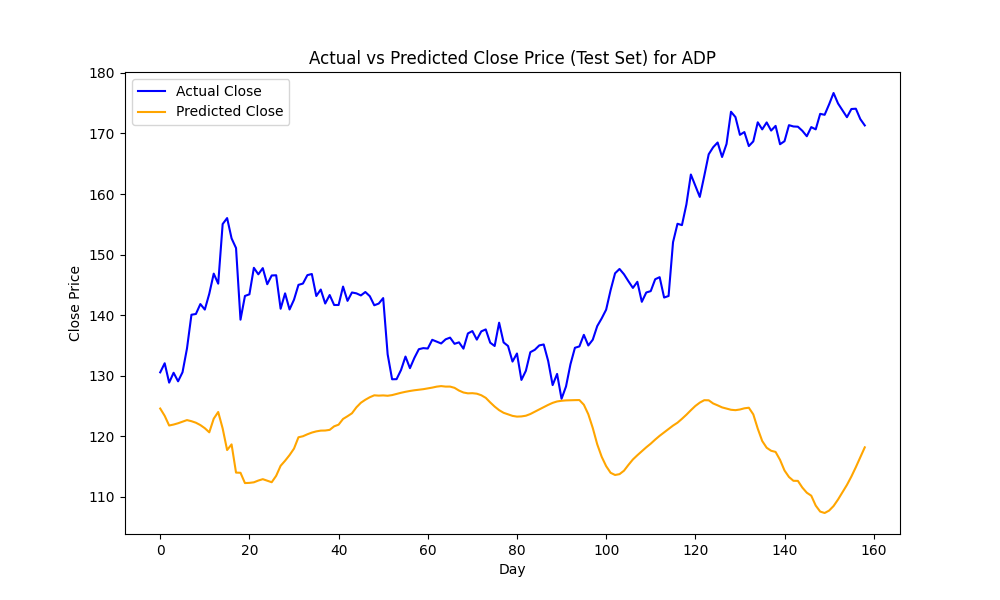 Actual vs Predicted Close Price (Test Set) for ADP
Actual Close
Predicted Close
Close Price
180
170
160
150
140
130
120
110
0 20 40 60 80 100 120 140 160
Day